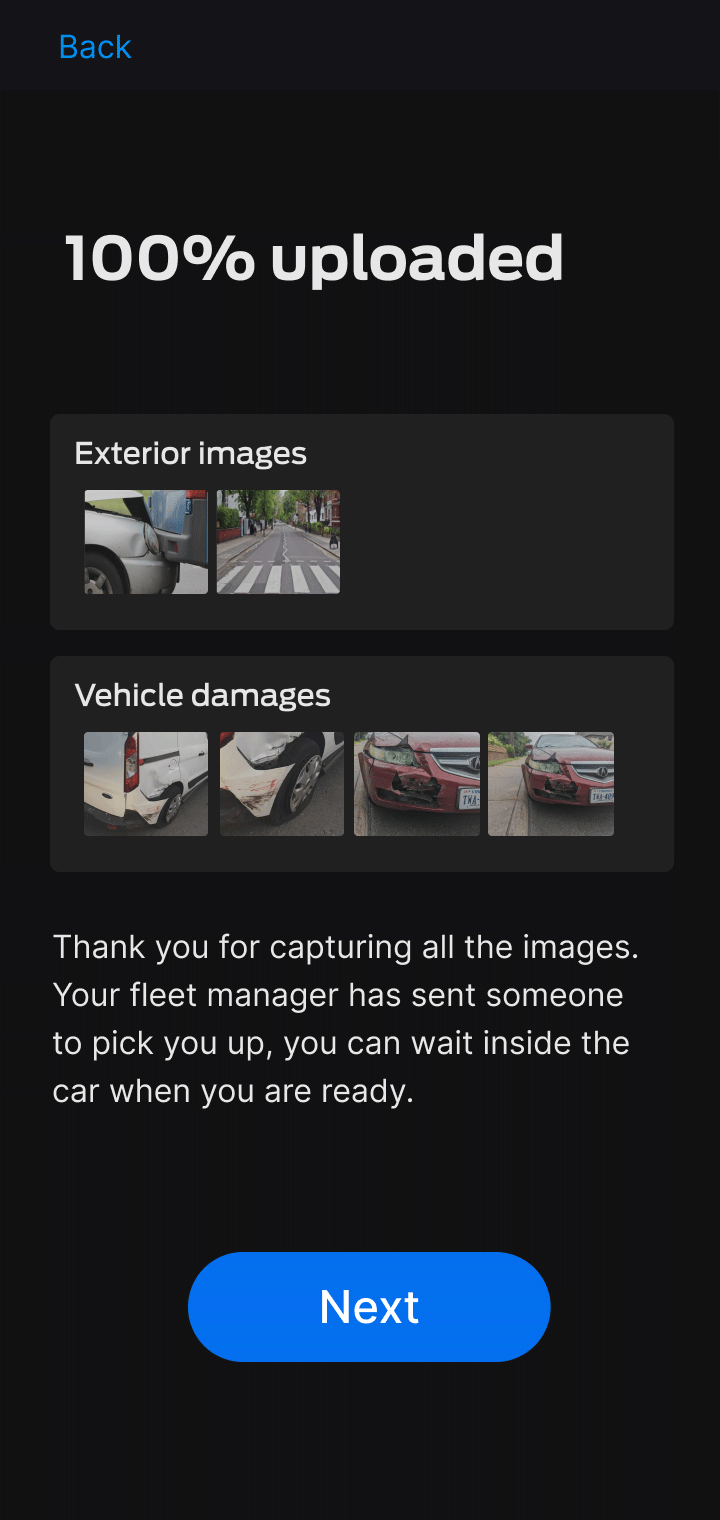 Back
100% uploaded
Exterior images
Vehicle damages
Thank you for capturing all the images.
Your fleet manager has sent someone
to pick you up, you can wait inside the
car when you are ready.
Next